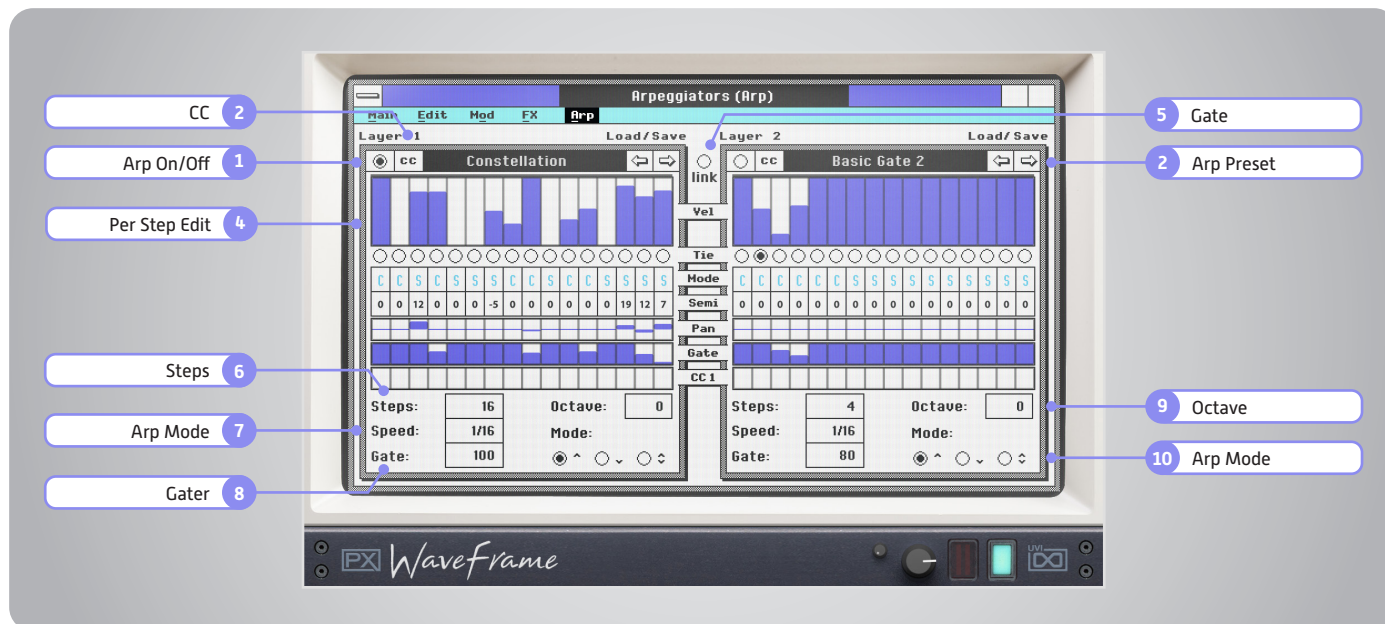 CC 2
Arp On/Off 1
Per Step Edit 4
Steps 6
Arp Mode 7
Gater 8
5 Gate
2 Arp Preset
9 Octave
10 Arp Mode
Arpeggiators (Arp)
Main Edit Mod FX Arp
Layer 1 Load/Save
cc Constellation
C C S C S S S S C C C C S S S S
0 0 12 0 0 0 -5 0 0 0 0 0 0 19 12 7
Steps: 16 Octave: 0
Speed: 1/16 Mode:
Gate: 100 ^ ⌄
link
Vel
Tie
Mode
Semi
Pan
Gate
CC 1
Layer 2 Load/Save
cc Basic Gate 2
C C C C C C S S S S S S S S S S
0 0 0 0 0 0 0 0 0 0 0 0 0 0 0 0
Steps: 4 Octave: 0
Speed: 1/16 Mode:
Gate: 80 ^ ⌄
PX WaveFrame
UVI